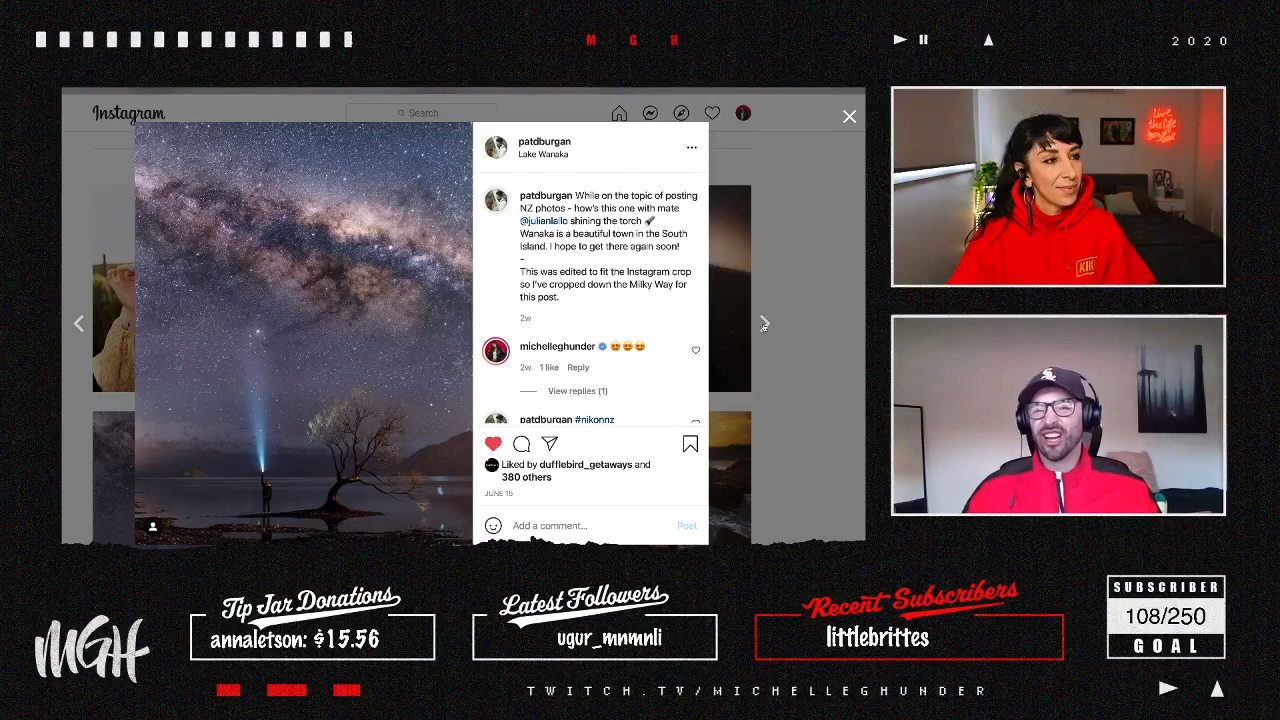 MGH
2020
Instagram
Search
patdburgan
Lake Wanaka
patdburgan While on the topic of posting
NZ photos - how's this one with mate
@julianlallo shining the torch
Wanaka is a beautiful town in the South
Island. I hope to get there again soon!
-
This was edited to fit the Instagram crop
so I've cropped down the Milky Way for
this post.
2w
michelleghunder
2w 1 like Reply
View replies (1)
patdburgan #nikonnz
Liked by dufflebird_getaways and
380 others
JUNE 15
Add a comment... Post
love
the life
you
KIK
MGH
Tip Jar Donations
annaletson: $15.56
Latest Followers
ugur_mnmnli
Recent Subscribers
littlebrittes
SUBSCRIBER
108/250
GOAL
TWITCH.TV/MICHELLEGHUNDER